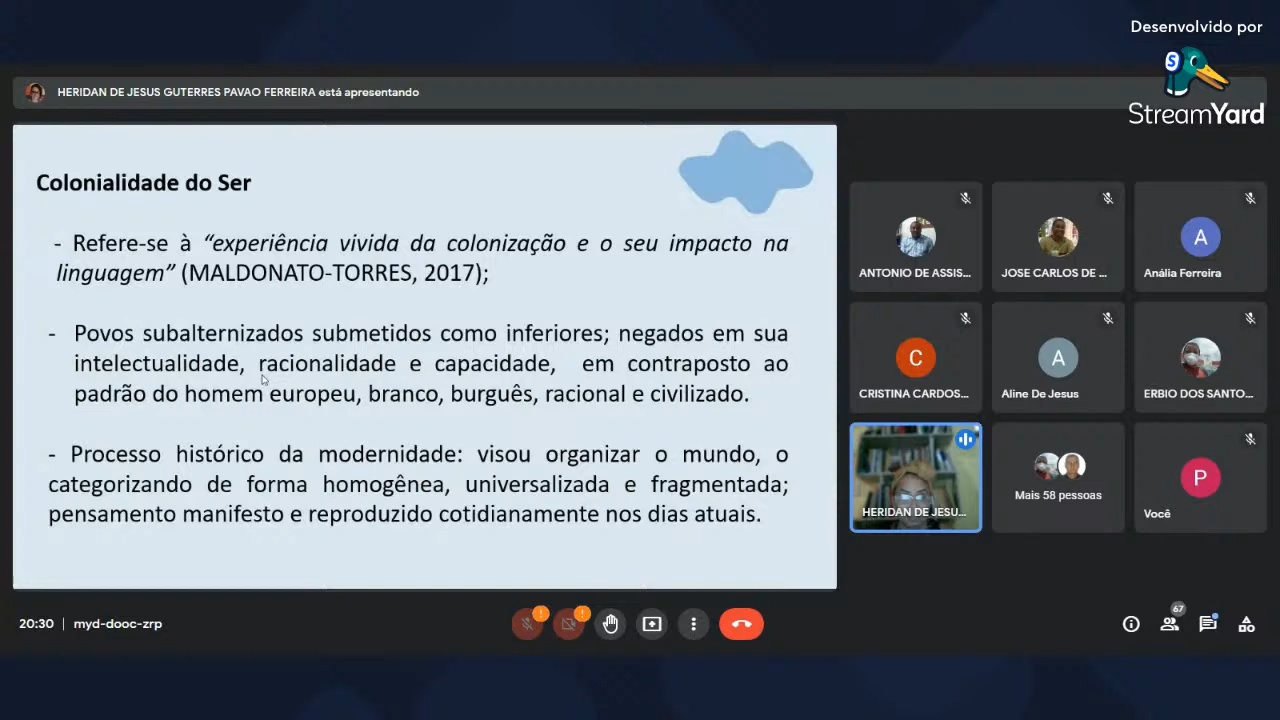 Desenvolvido por
StreamYard
HERIDAN DE JESUS GUTERRES PAVAO FERREIRA está apresentando
Colonialidade do Ser
- Refere-se à “experiência vivida da colonização e o seu impacto na
linguagem” (MALDONATO-TORRES, 2017);
- Povos subalternizados submetidos como inferiores; negados em sua
intelectualidade, racionalidade e capacidade, em contraposto ao
padrão do homem europeu, branco, burguês, racional e civilizado.
- Processo histórico da modernidade: visou organizar o mundo, o
categorizando de forma homogênea, universalizada e fragmentada;
pensamento manifesto e reproduzido cotidianamente nos dias atuais.
ANTONIO DE ASSIS...
JOSE CARLOS DE ...
A
Anália Ferreira
C
CRISTINA CARDOS...
A
Aline De Jesus
ERBIO DOS SANTO...
HERIDAN DE JESU...
Mais 58 pessoas
P
Você
20:30 | myd-dooc-zrp
67